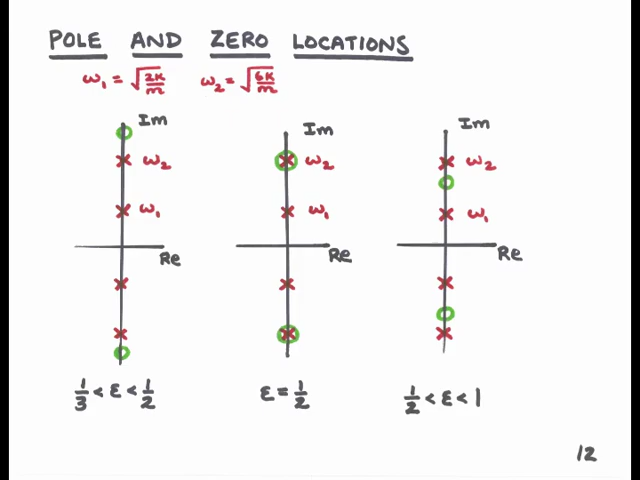 POLE AND ZERO LOCATIONS
ω₁ = √(2K/m) ω₂ = √(6K/m)
Im Im Im
ω₂ ω₂ ω₂
ω₁ ω₁ ω₁
Re Re Re
1/3 < ε < 1/2 ε = 1/2 1/2 < ε < 1
12